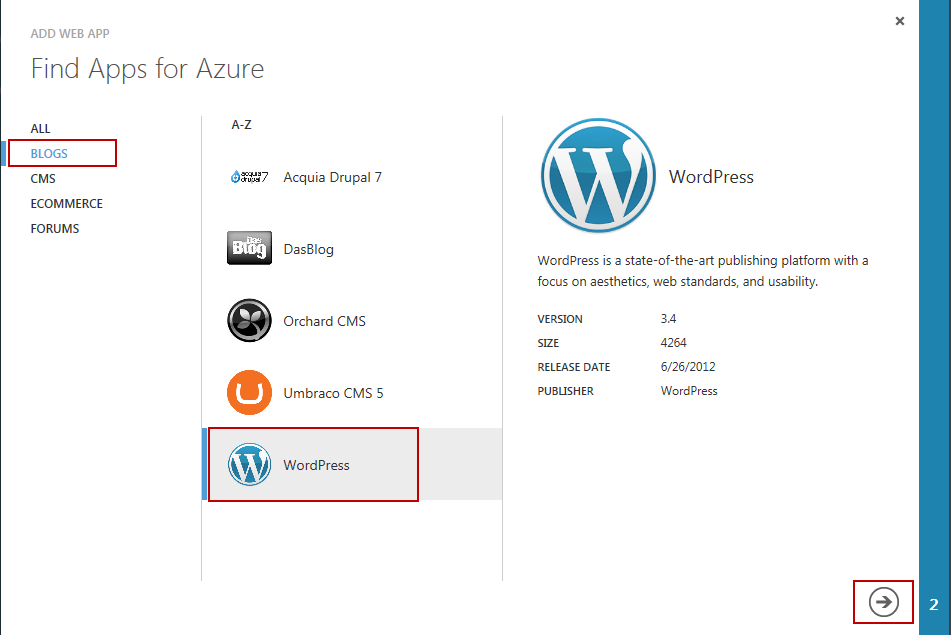 ADD WEB APP
Find Apps for Azure
ALL
BLOGS
CMS
ECOMMERCE
FORUMS
A-Z
acquia drupal 7 Acquia Drupal 7
das Blog DasBlog
Orchard CMS
Umbraco CMS 5
WordPress
WordPress
WordPress is a state-of-the-art publishing platform with a
focus on aesthetics, web standards, and usability.
VERSION 3.4
SIZE 4264
RELEASE DATE 6/26/2012
PUBLISHER WordPress
2